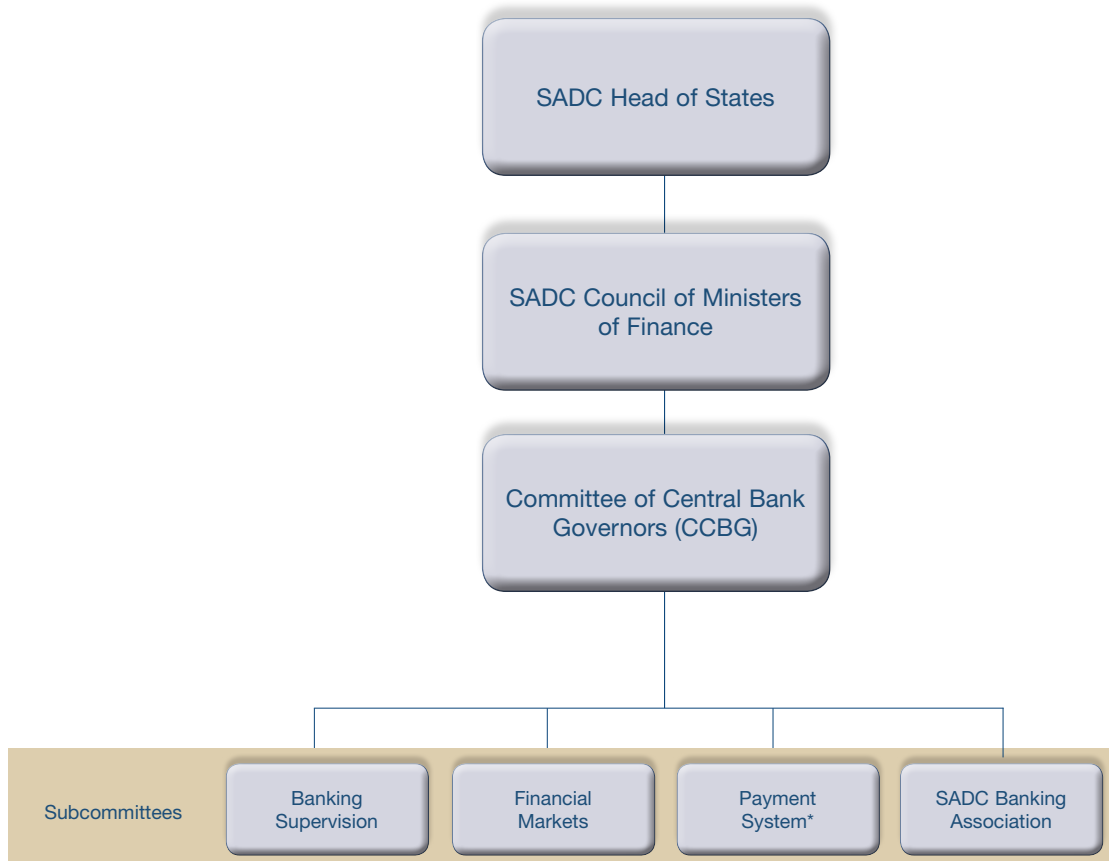 SADC Head of States
SADC Council of Ministers
of Finance
Committee of Central Bank
Governors (CCBG)
Subcommittees
Banking
Supervision
Financial
Markets
Payment
System*
SADC Banking
Association